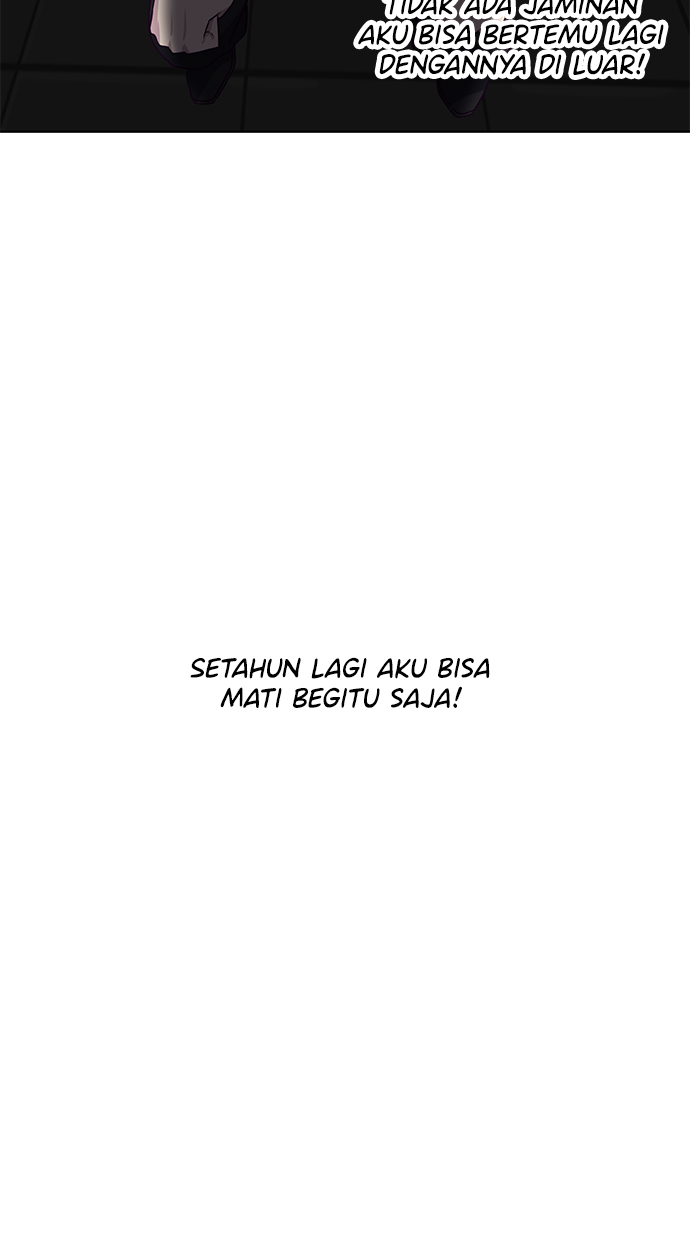 TIDAK ADA JAMINAN
AKU BISA BERTEMU LAGI
DENGANNYA DI LUAR!
SETAHUN LAGI AKU BISA
MATI BEGITU SAJA!